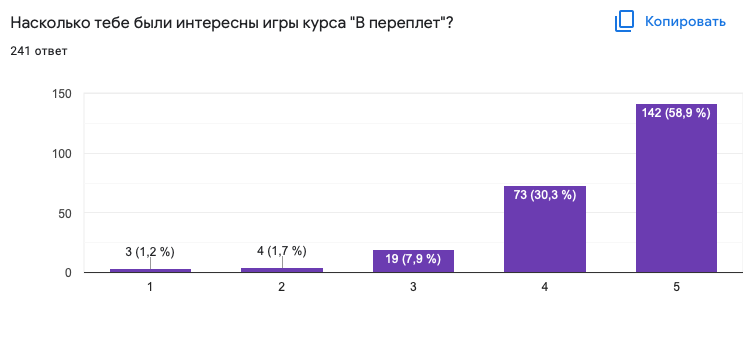 Насколько тебе были интересны игры курса "В переплет"?
Копировать
241 ответ
150
100
50
0
3 (1,2 %)
4 (1,7 %)
19 (7,9 %)
73 (30,3 %)
142 (58,9 %)
1
2
3
4
5